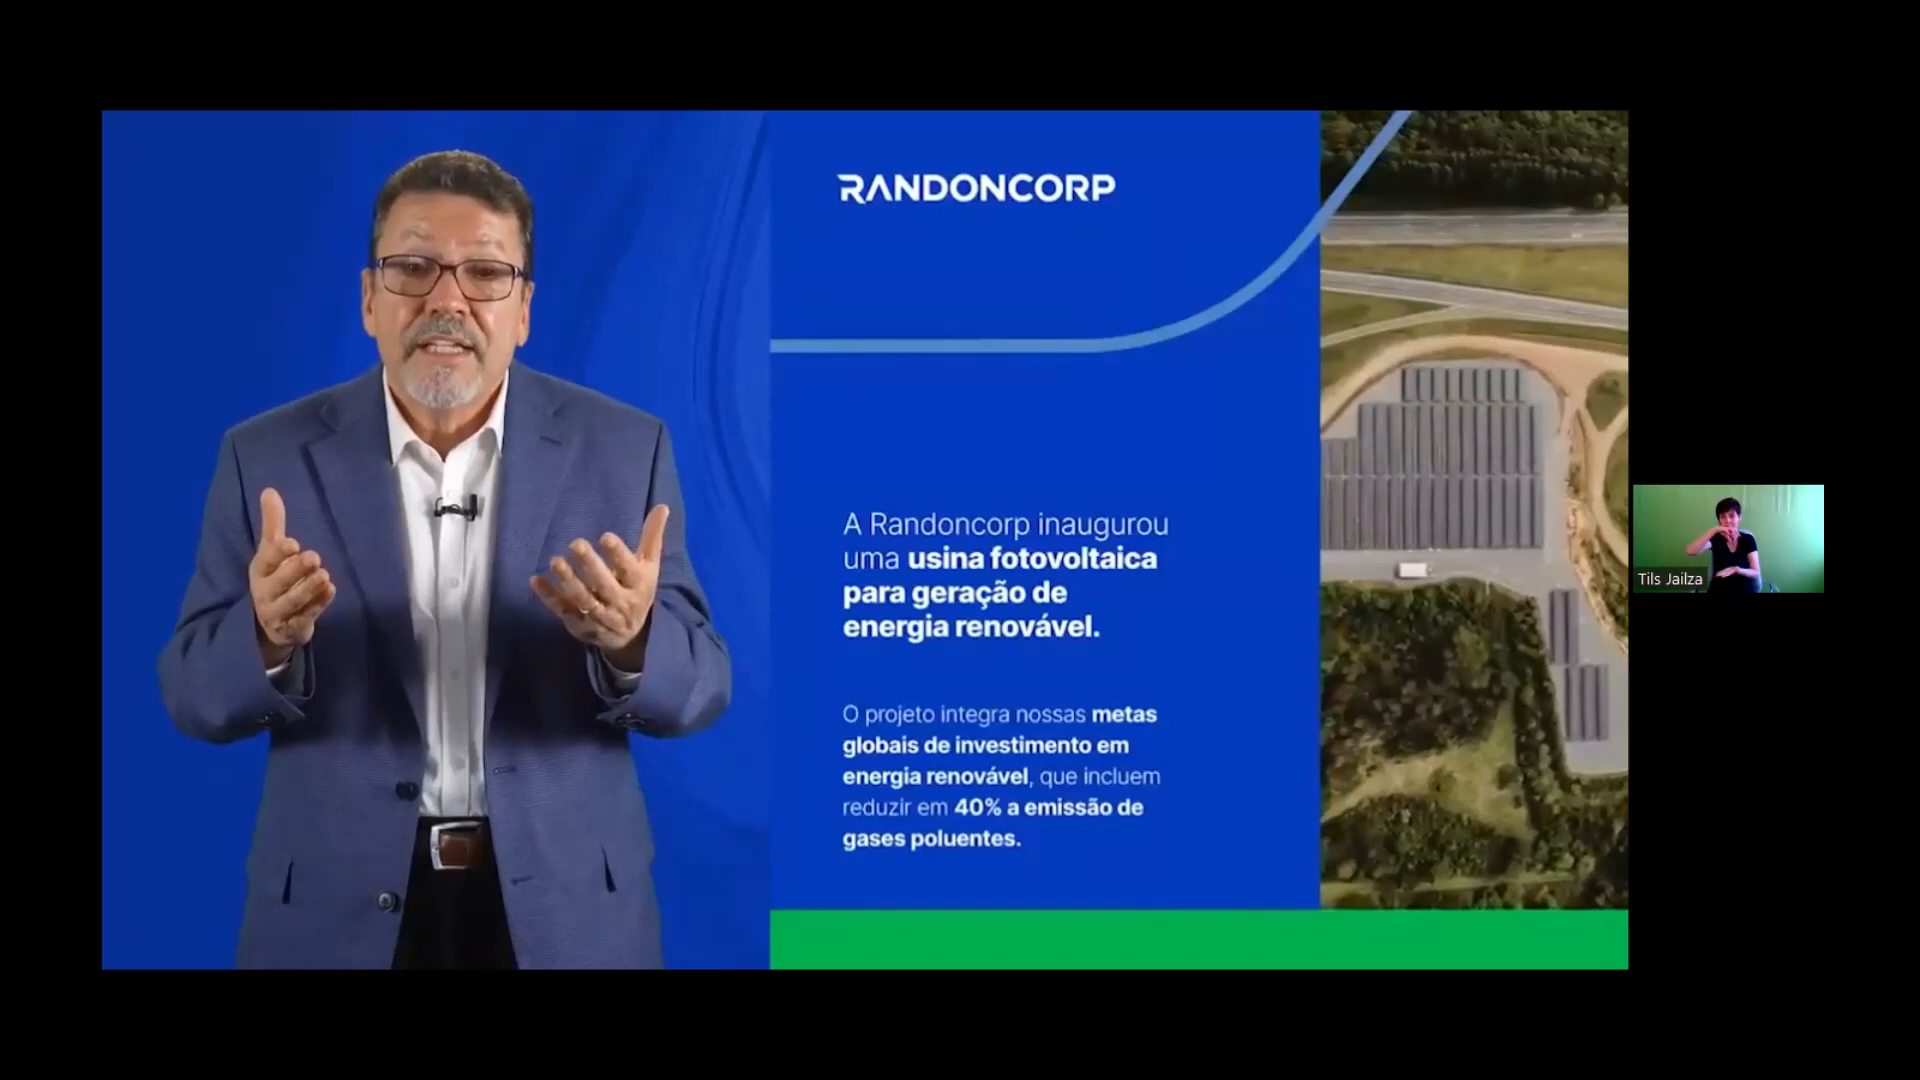 RANDONCORP
A Randoncorp inaugurou
uma usina fotovoltaica
para geração de
energia renovável.
O projeto integra nossas metas
globais de investimento em
energia renovável, que incluem
reduzir em 40% a emissão de
gases poluentes.
Tils Jailza